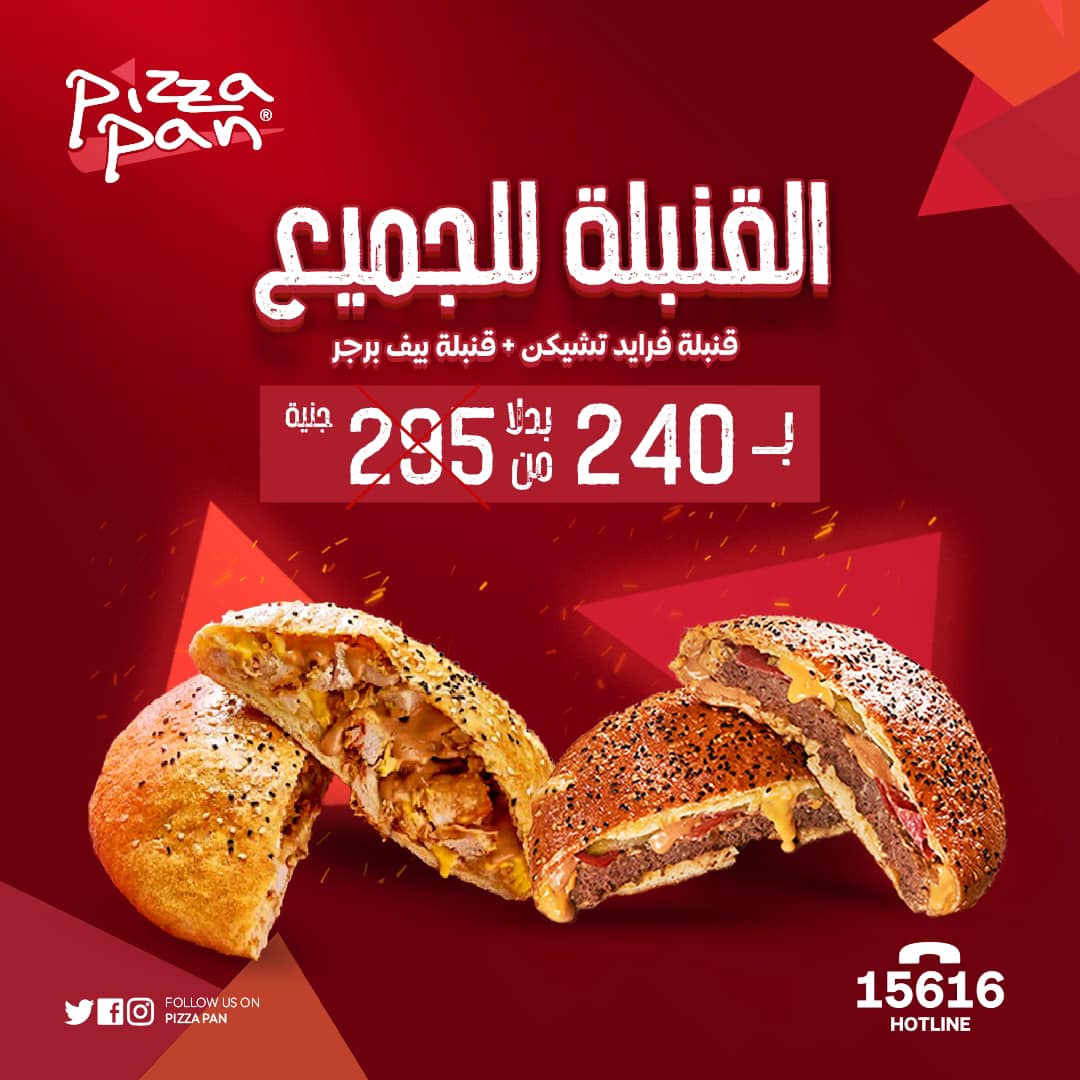 pizza
pan®
القنبلة للجميع
قنبلة فرايد تشيكن + قنبلة بيف برجر
بـ 240 بدلا من 295 جنية
15616
HOTLINE
FOLLOW US ON
PIZZA PAN